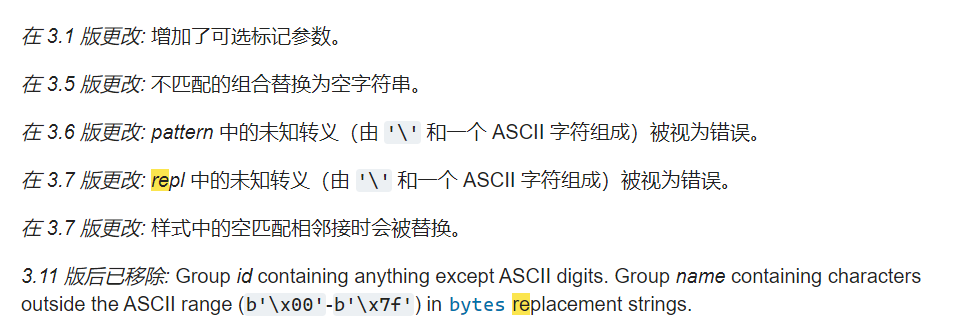 在 3.1 版更改: 增加了可选标记参数。
在 3.5 版更改: 不匹配的组合替换为空字符串。
在 3.6 版更改: pattern 中的未知转义（由 '\' 和一个 ASCII 字符组成）被视为错误。
在 3.7 版更改: repl 中的未知转义（由 '\' 和一个 ASCII 字符组成）被视为错误。
在 3.7 版更改: 样式中的空匹配相邻接时会被替换。
3.11 版后已移除: Group id containing anything except ASCII digits. Group name containing characters
outside the ASCII range (b'\x00'-b'\x7f') in bytes replacement strings.